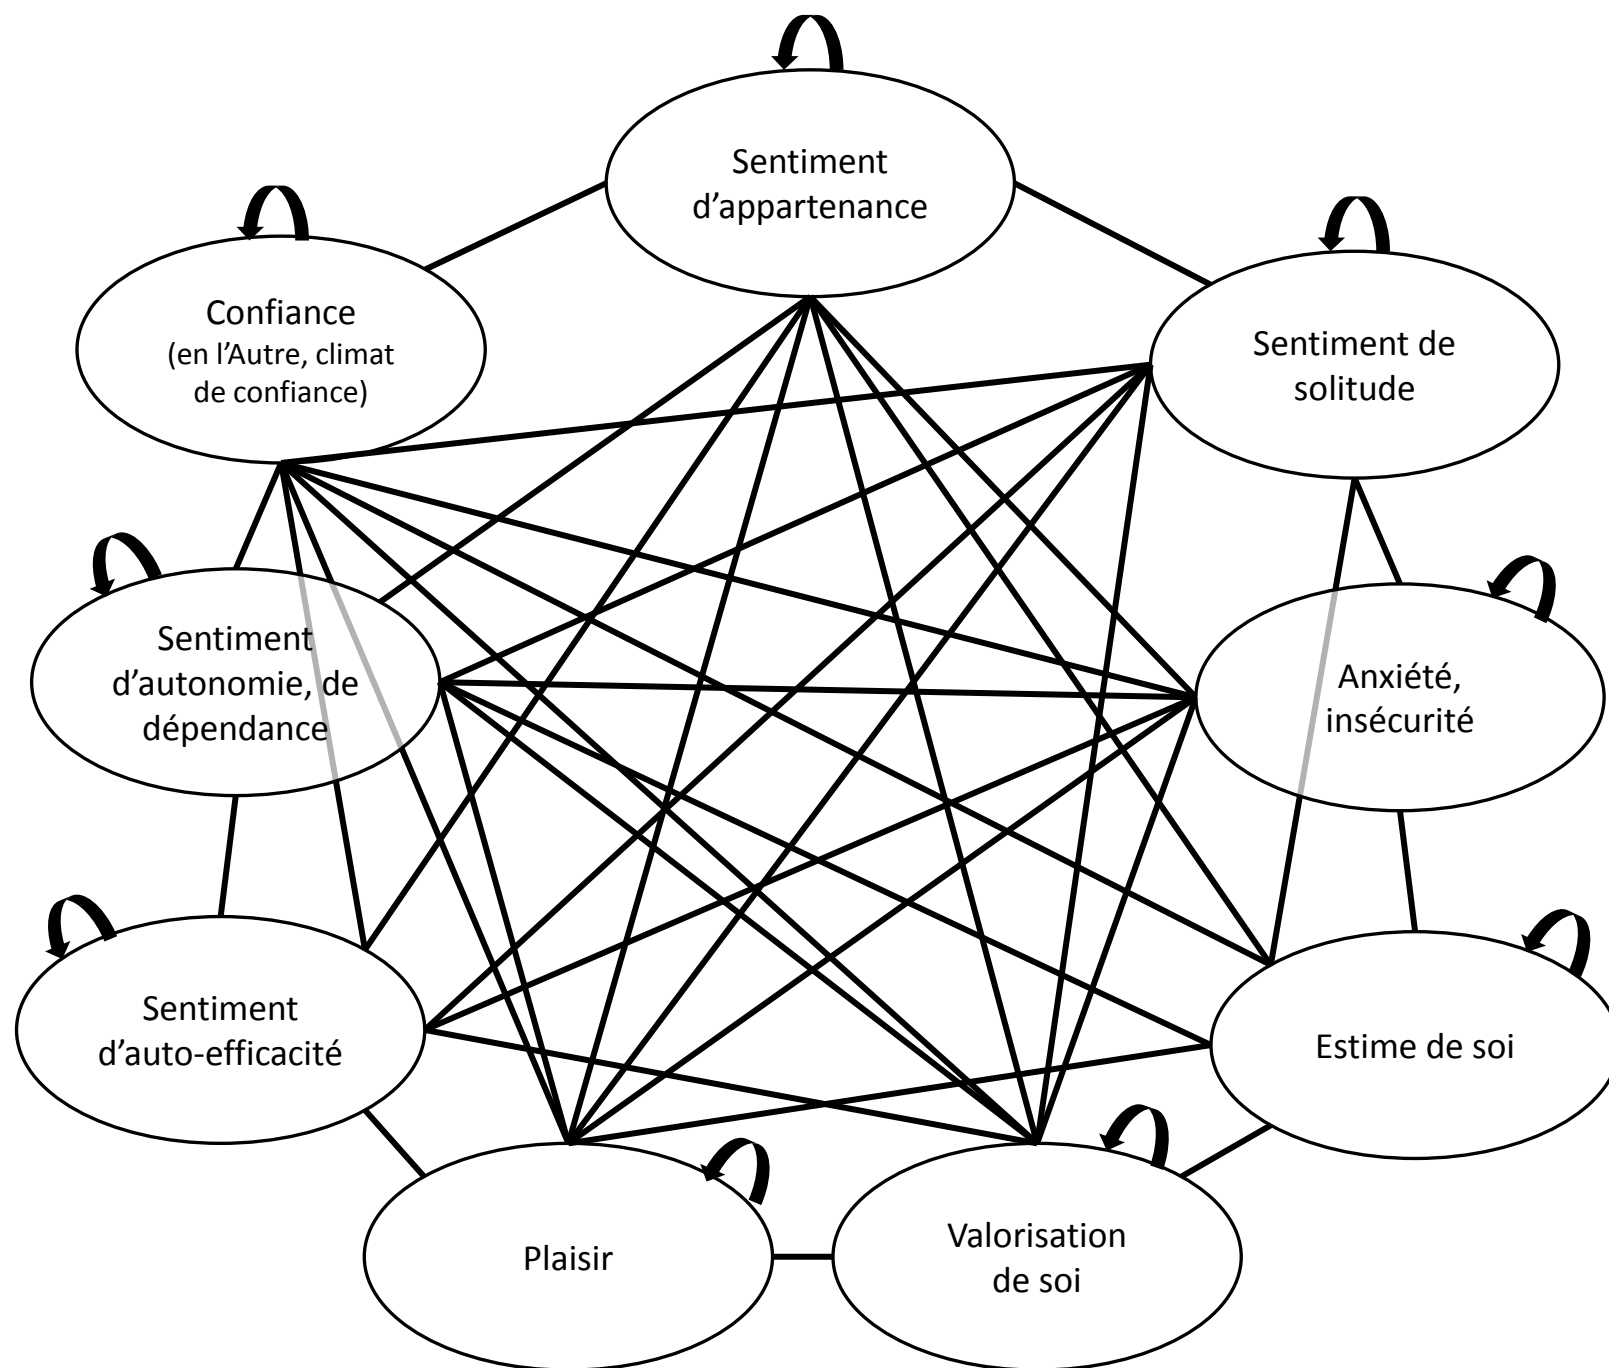 Sentiment
d'appartenance
Confiance
(en l'Autre, climat
de confiance)
Sentiment de
solitude
Sentiment
d'autonomie, de
dépendance
Anxiété,
insécurité
Sentiment
d'auto-efficacité
Estime de soi
Plaisir
Valorisation
de soi